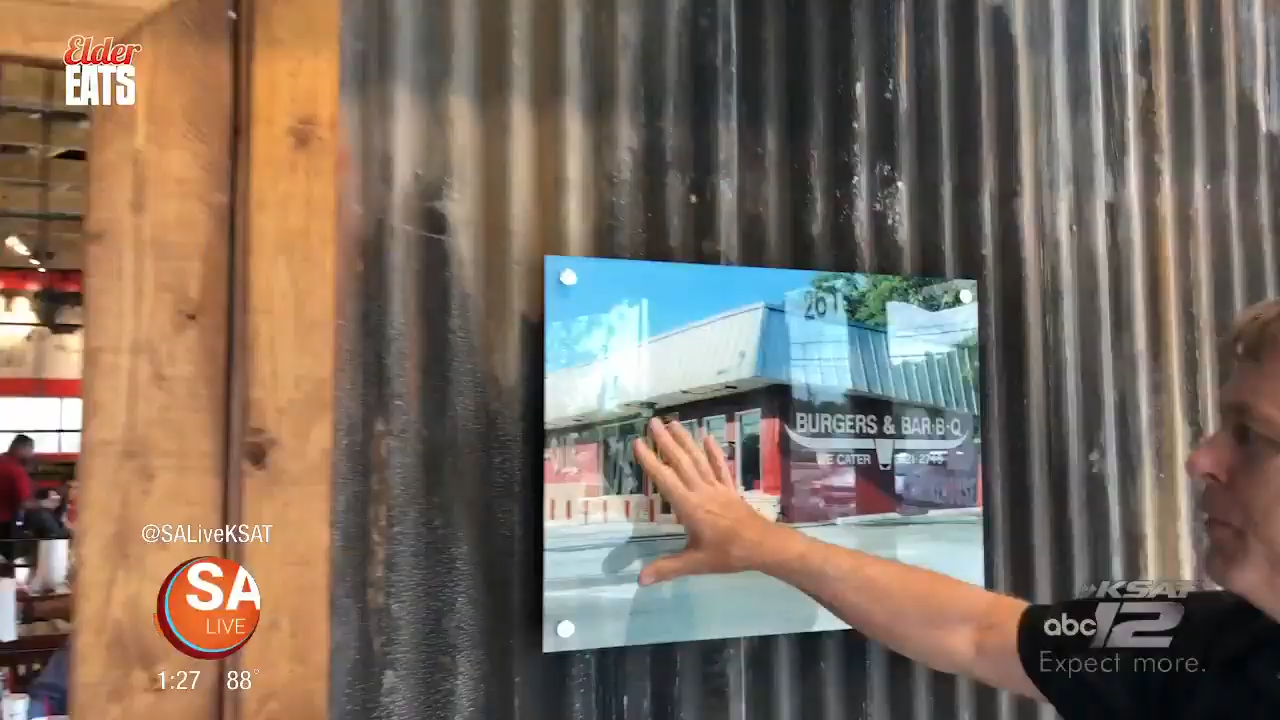 Elder
EATS
261
BURGERS & BAR-B-Q
WE CATER
@SALiveKSAT
SA
LIVE
1:27 88°
KSAT
abc 12
Expect more.